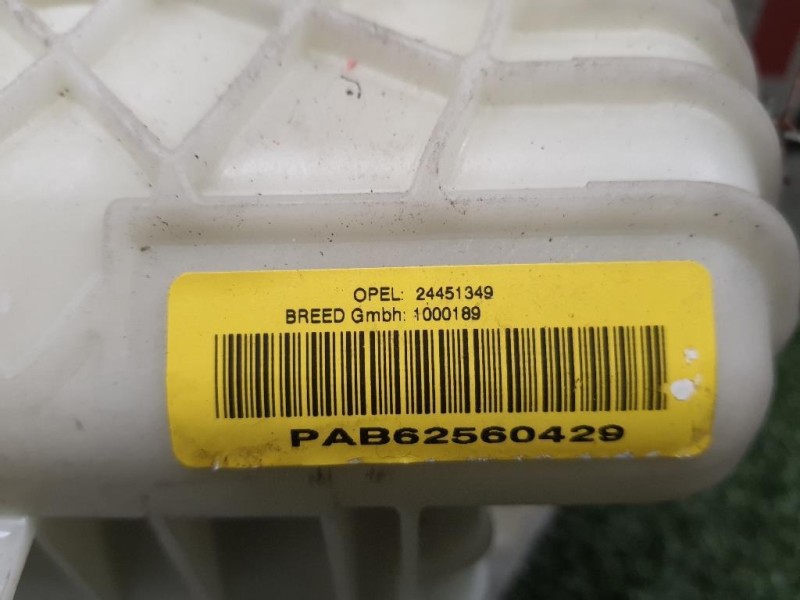 OPEL: 24451349
BREED Gmbh: 1000189
PAB62560429